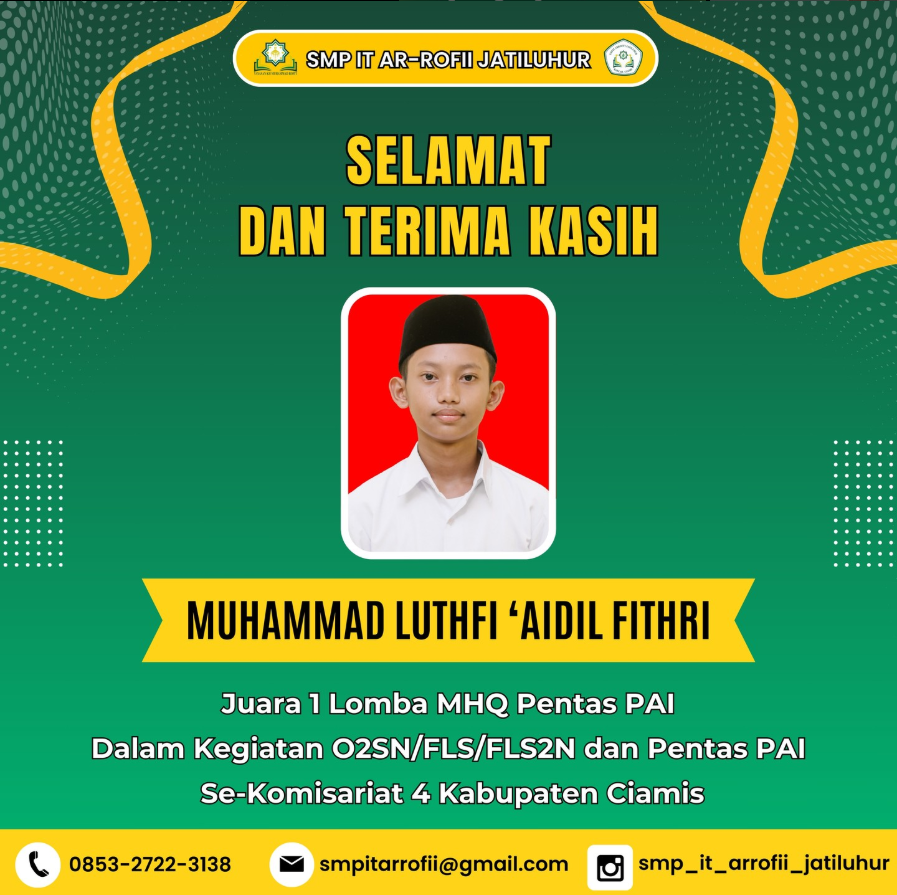 SMP IT AR-ROFII JATILUHUR
SELAMAT
DAN TERIMA KASIH
MUHAMMAD LUTHFI ‘AIDIL FITHRI
Juara 1 Lomba MHQ Pentas PAI
Dalam Kegiatan O2SN/FLS/FLS2N dan Pentas PAI
Se-Komisariat 4 Kabupaten Ciamis
0853-2722-3138
smpitarrofii@gmail.com
smp_it_arrofii_jatiluhur